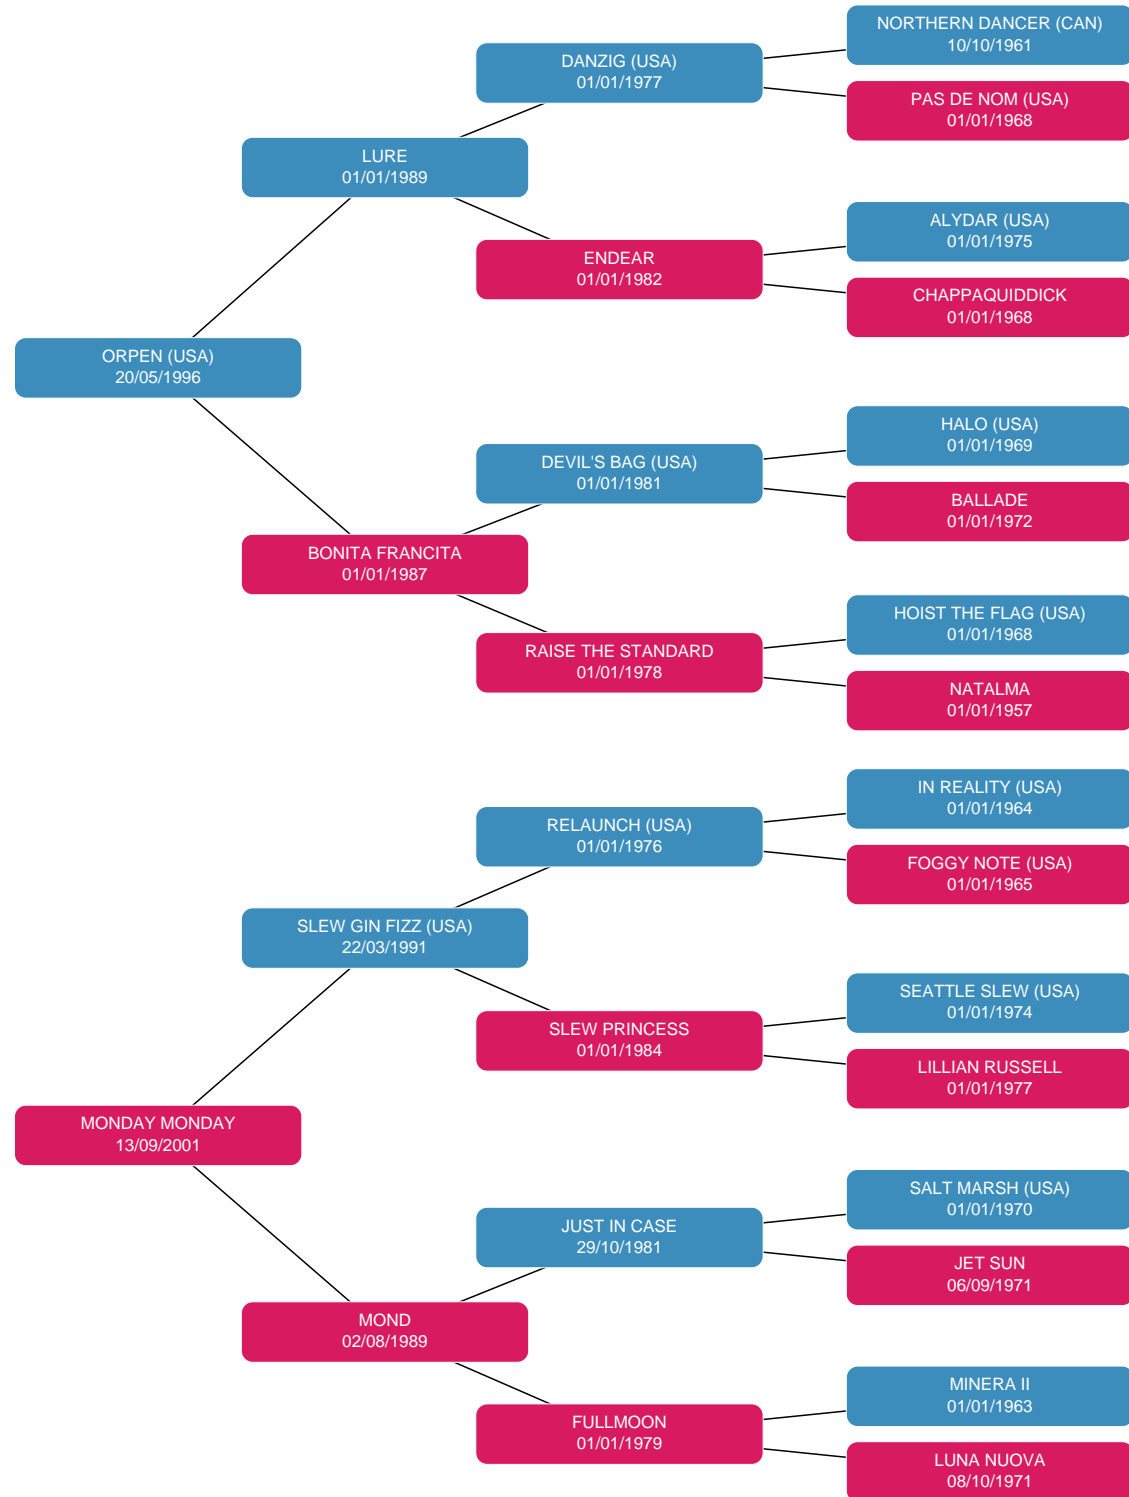 NORTHERN DANCER (CAN)
10/10/1961
DANZIG (USA)
01/01/1977
PAS DE NOM (USA)
01/01/1968
LURE
01/01/1989
ALYDAR (USA)
01/01/1975
ENDEAR
01/01/1982
CHAPPAQUIDDICK
01/01/1968
ORPEN (USA)
20/05/1996
HALO (USA)
01/01/1969
DEVIL'S BAG (USA)
01/01/1981
BALLADE
01/01/1972
BONITA FRANCITA
01/01/1987
HOIST THE FLAG (USA)
01/01/1968
RAISE THE STANDARD
01/01/1978
NATALMA
01/01/1957
IN REALITY (USA)
01/01/1964
RELAUNCH (USA)
01/01/1976
FOGGY NOTE (USA)
01/01/1965
SLEW GIN FIZZ (USA)
22/03/1991
SEATTLE SLEW (USA)
01/01/1974
SLEW PRINCESS
01/01/1984
LILLIAN RUSSELL
01/01/1977
MONDAY MONDAY
13/09/2001
SALT MARSH (USA)
01/01/1970
JUST IN CASE
29/10/1981
JET SUN
06/09/1971
MOND
02/08/1989
MINERA II
01/01/1963
FULLMOON
01/01/1979
LUNA NUOVA
08/10/1971